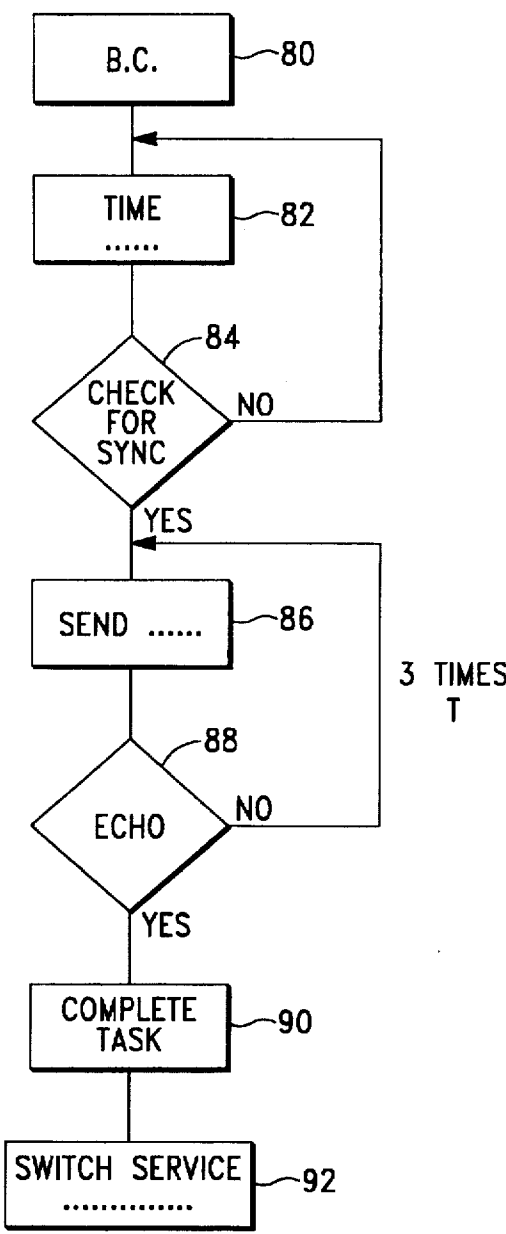 B.C.
80
TIME
......
82
84
CHECK
FOR
SYNC
NO
YES
SEND ......
86
3 TIMES
T
88
ECHO
NO
YES
COMPLETE
TASK
90
SWITCH SERVICE
..............
92